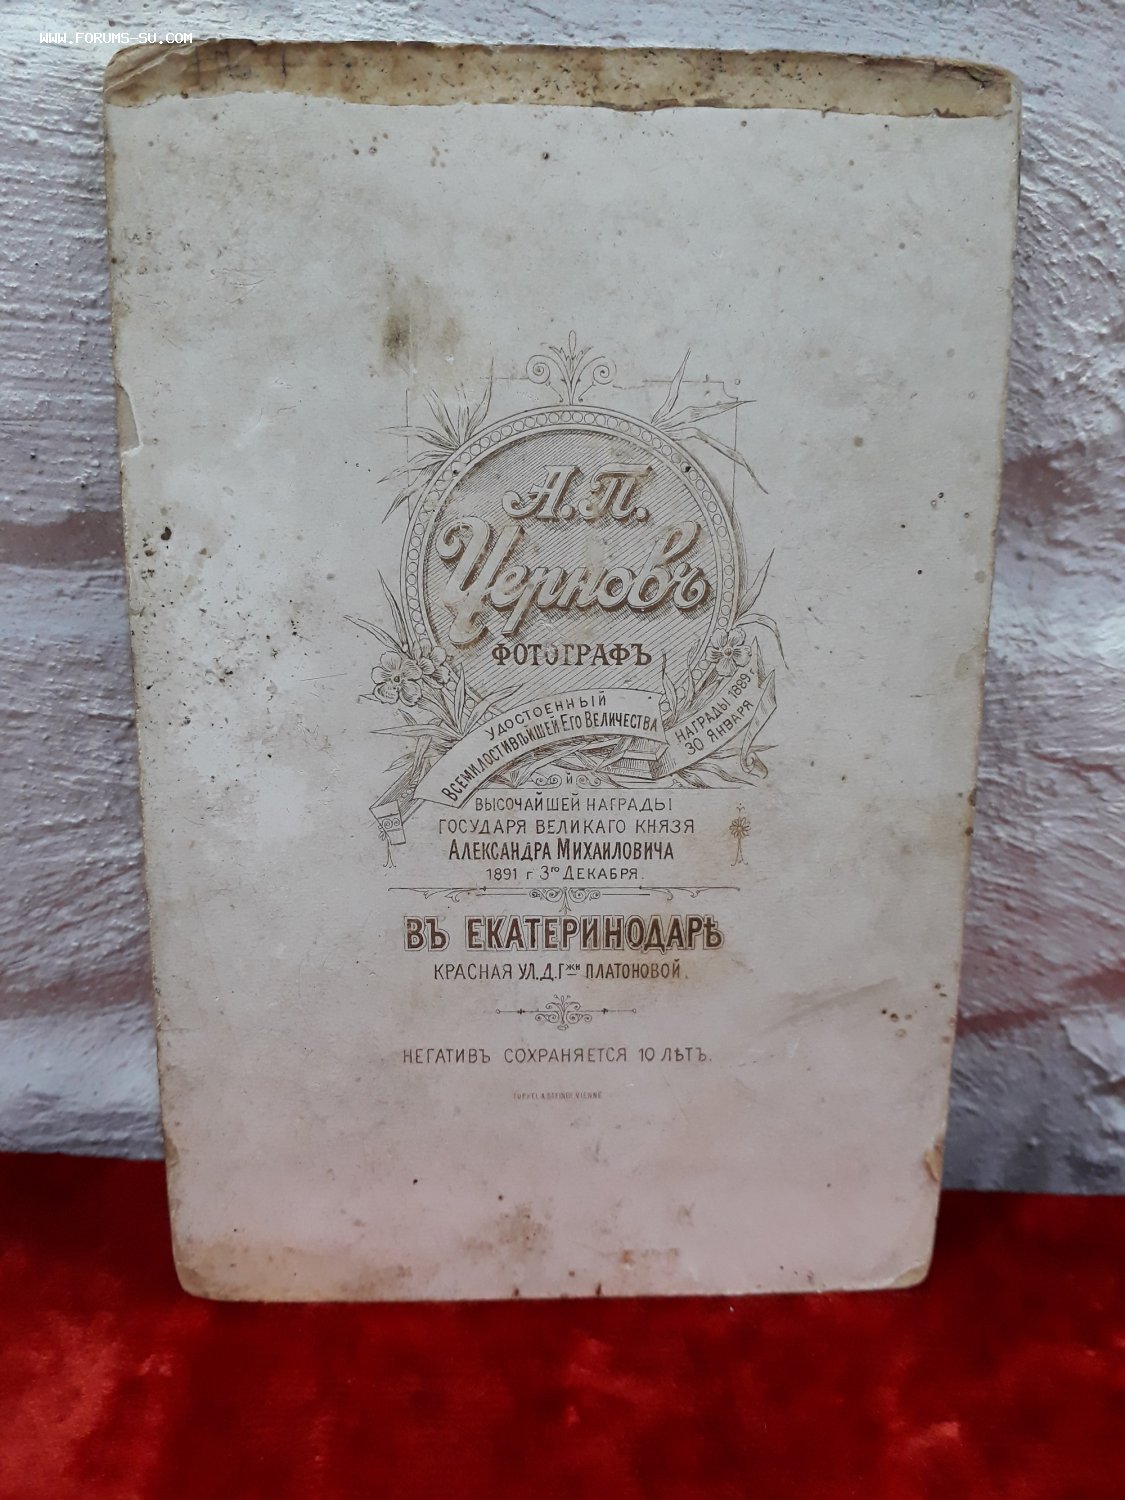 WWW.FORUMS-SU.COM
А.П.
Черновъ
ФОТОГРАФЪ
УДОСТОЕННЫЙ
ВСЕМИЛОСТИВѢЙШЕЙ ЕГО ВЕЛИЧЕСТВА
НАГРАДЫ 1889
30 ЯНВАРЯ
И
ВЫСОЧАЙШЕЙ НАГРАДЫ
ГОСУДАРЯ ВЕЛИКАГО КНЯЗЯ
АЛЕКСАНДРА МИХАИЛОВИЧА
1891 г 3го ДЕКАБРЯ.
ВЪ ЕКАТЕРИНОДАРѢ
КРАСНАЯ УЛ. Д. Гжи ПЛАТОНОВОЙ.
НЕГАТИВЪ СОХРАНЯЕТСЯ 10 ЛѢТЪ.
VIENNE